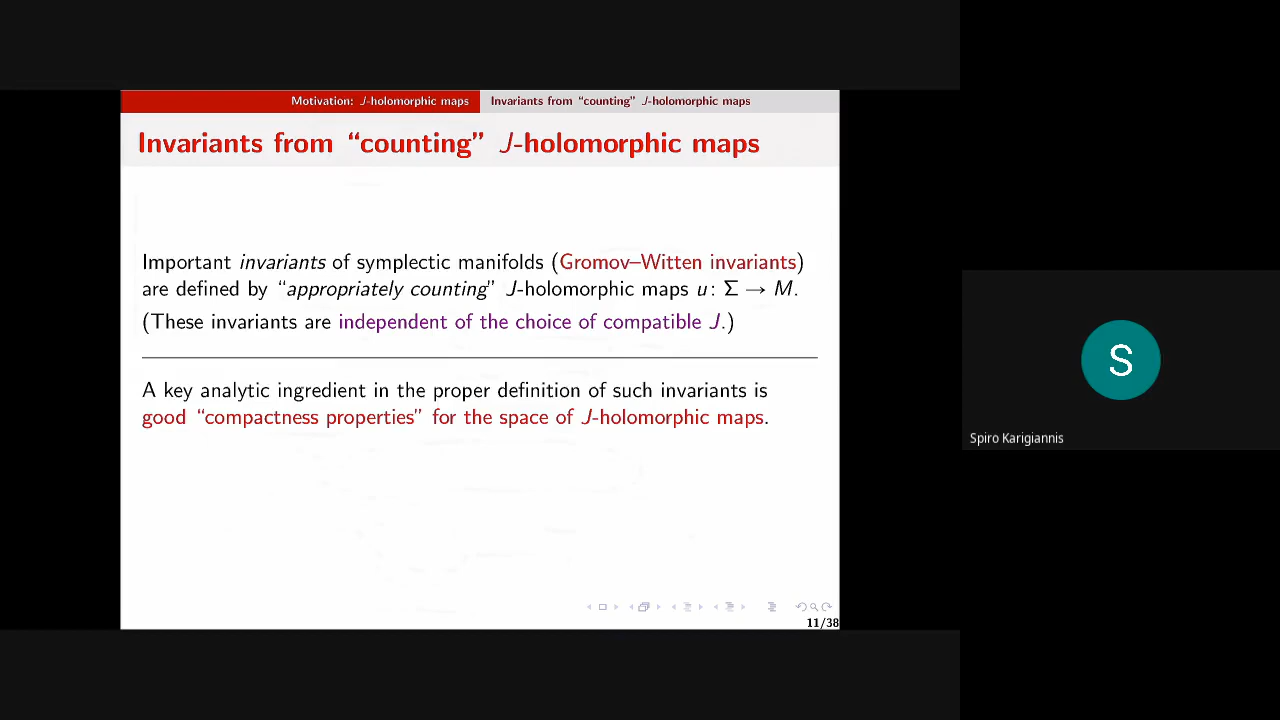 Motivation: J-holomorphic maps
Invariants from “counting” J-holomorphic maps
Invariants from “counting” J-holomorphic maps
Important invariants of symplectic manifolds (Gromov–Witten invariants)
are defined by “appropriately counting” J-holomorphic maps u: Σ → M.
(These invariants are independent of the choice of compatible J.)
A key analytic ingredient in the proper definition of such invariants is
good “compactness properties” for the space of J-holomorphic maps.
11/38
S
Spiro Karigiannis